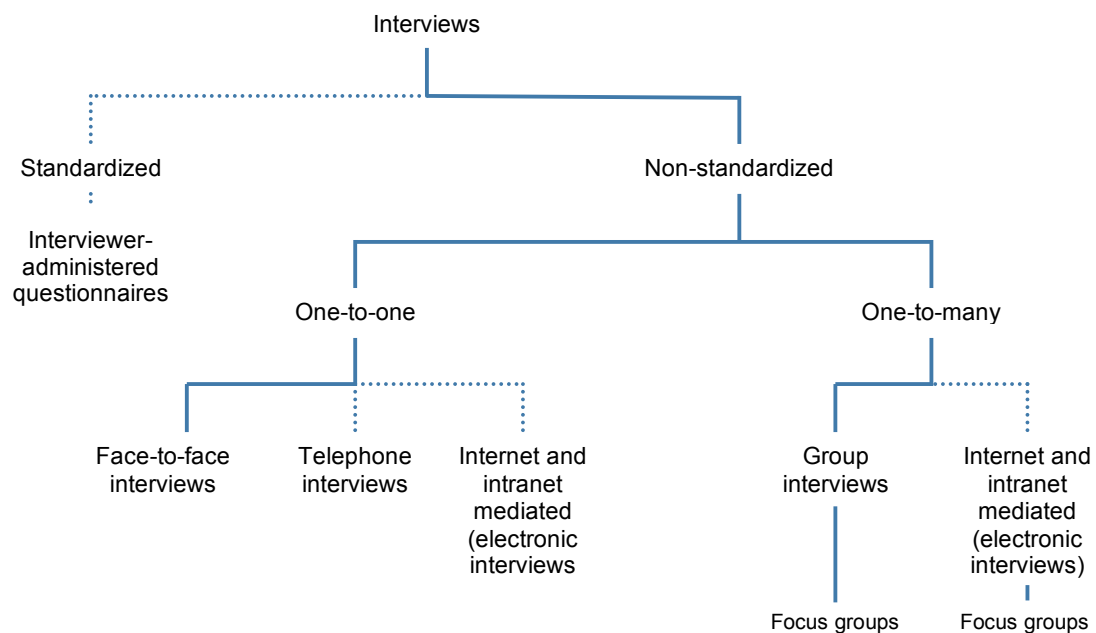 Interviews
Standardized
Non-standardized
Interviewer-
administered
questionnaires
One-to-one
One-to-many
Face-to-face
interviews
Telephone
interviews
Internet and
intranet
mediated
(electronic
interviews
Group
interviews
Internet and
intranet
mediated
(electronic
interviews)
Focus groups
Focus groups